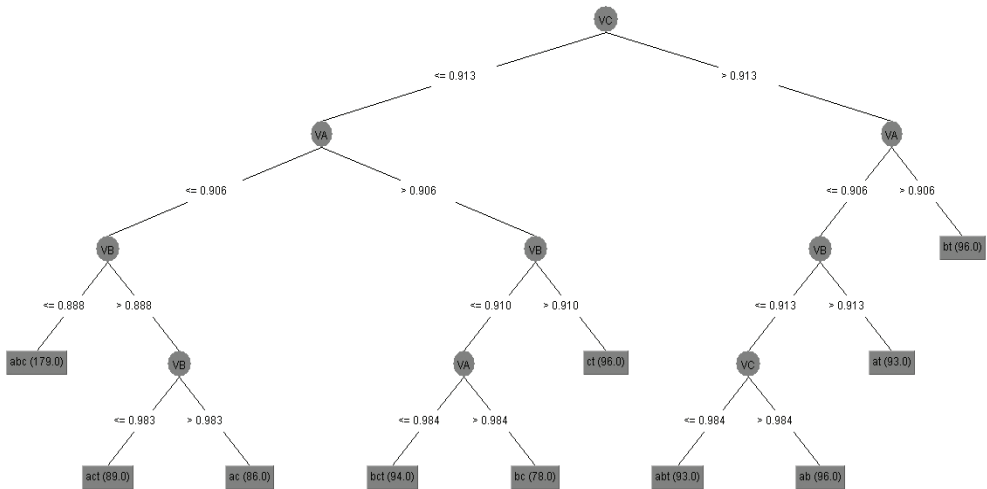 VC
<= 0.913 > 0.913
VA VA
<= 0.906 > 0.906 <= 0.906 > 0.906
VB VB VB bt (96.0)
<= 0.888 > 0.888 <= 0.910 > 0.910 <= 0.913 > 0.913
abc (179.0) VB VA ct (96.0) VC at (93.0)
<= 0.983 > 0.983 <= 0.984 > 0.984 <= 0.984 > 0.984
act (89.0) ac (86.0) bct (94.0) bc (78.0) abt (93.0) ab (96.0)